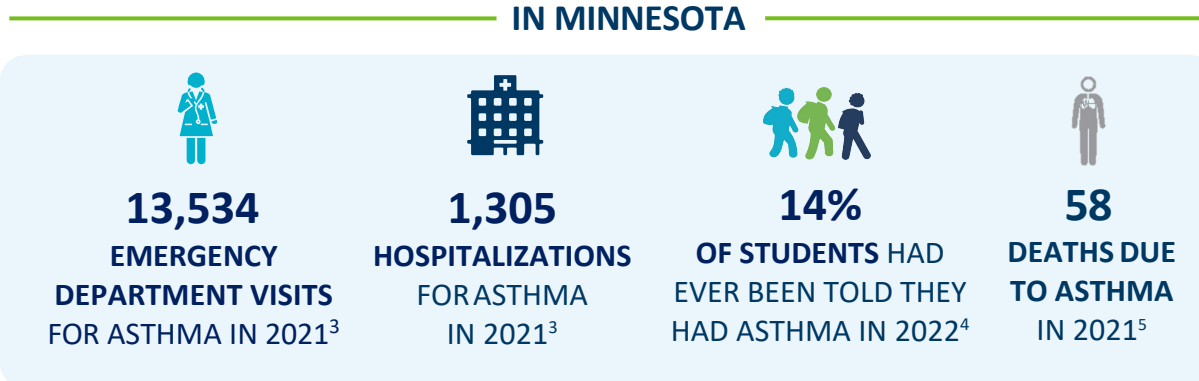 IN MINNESOTA
13,534
EMERGENCY
DEPARTMENT VISITS
FOR ASTHMA IN 2021³
1,305
HOSPITALIZATIONS
FOR ASTHMA
IN 2021³
14%
OF STUDENTS HAD
EVER BEEN TOLD THEY
HAD ASTHMA IN 2022⁴
58
DEATHS DUE
TO ASTHMA
IN 2021⁵